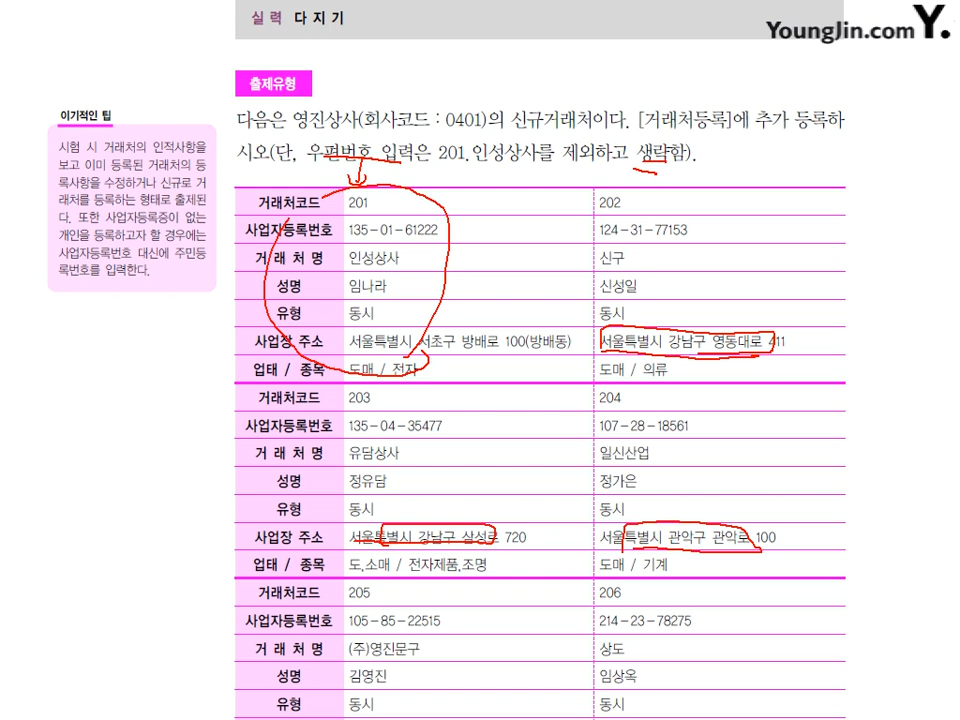 실력 다지기
YoungJin.com Y.
출제유형
이기적인 팁
시험 시 거래처의 인적사항을
보고 이미 등록된 거래처의 등
록사항을 수정하거나 신규로 거
래처를 등록하는 형태로 출제된
다. 또한 사업자등록증이 없는
개인을 등록하고자 할 경우에는
사업자등록번호 대신에 주민등
록번호를 입력한다.
다음은 영진상사(회사코드 : 0401)의 신규거래처이다. [거래처등록]에 추가 등록하
시오(단, 우편번호 입력은 201.인성상사를 제외하고 생략함).
거래처코드 201 202
사업자등록번호 135-01-61222 124-31-77153
거래처명 인성상사 신구
성명 임나라 신성일
유형 동시 동시
사업장 주소 서울특별시 서초구 방배로 100(방배동) 서울특별시 강남구 영동대로 411
업태 / 종목 도매 / 전자 도매 / 의류
거래처코드 203 204
사업자등록번호 135-04-35477 107-28-18561
거래처명 유담상사 일신산업
성명 정유담 정가은
유형 동시 동시
사업장 주소 서울특별시 강남구 삼성로 720 서울특별시 관악구 관악로 100
업태 / 종목 도,소매 / 전자제품,조명 도매 / 기계
거래처코드 205 206
사업자등록번호 105-85-22515 214-23-78275
거래처명 (주)영진문구 상도
성명 김영진 임상옥
유형 동시 동시